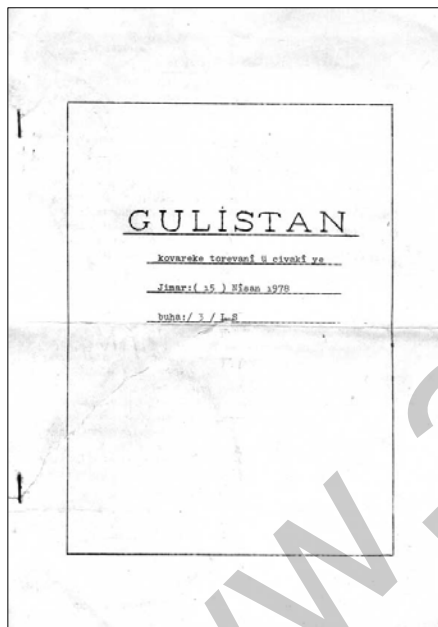 GULİSTAN
kovareke torevanî û civakî ye
Jimar:( 15 ) Nîsan 1978
buha:/ 3 / L.S